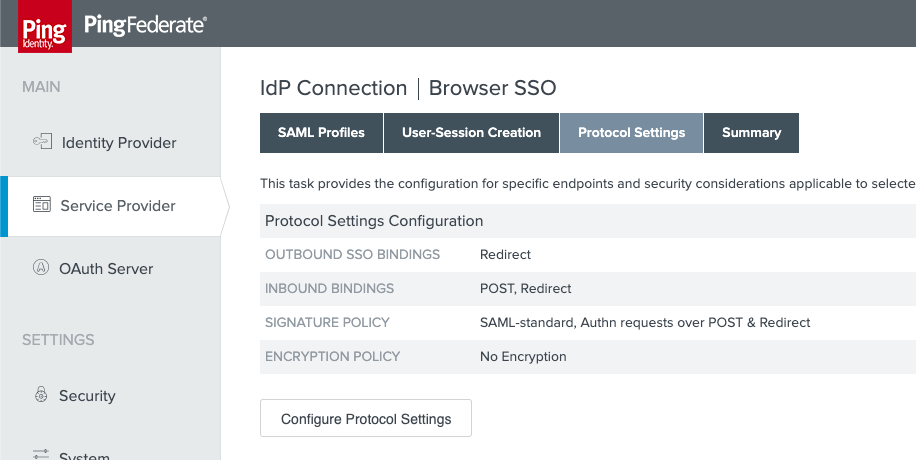 Ping
Identity.
PingFederate®
MAIN
Identity Provider
Service Provider
OAuth Server
SETTINGS
Security
System
IdP Connection | Browser SSO
SAML Profiles
User-Session Creation
Protocol Settings
Summary
This task provides the configuration for specific endpoints and security considerations applicable to selecte
Protocol Settings Configuration
OUTBOUND SSO BINDINGS Redirect
INBOUND BINDINGS POST, Redirect
SIGNATURE POLICY SAML-standard, Authn requests over POST & Redirect
ENCRYPTION POLICY No Encryption
Configure Protocol Settings